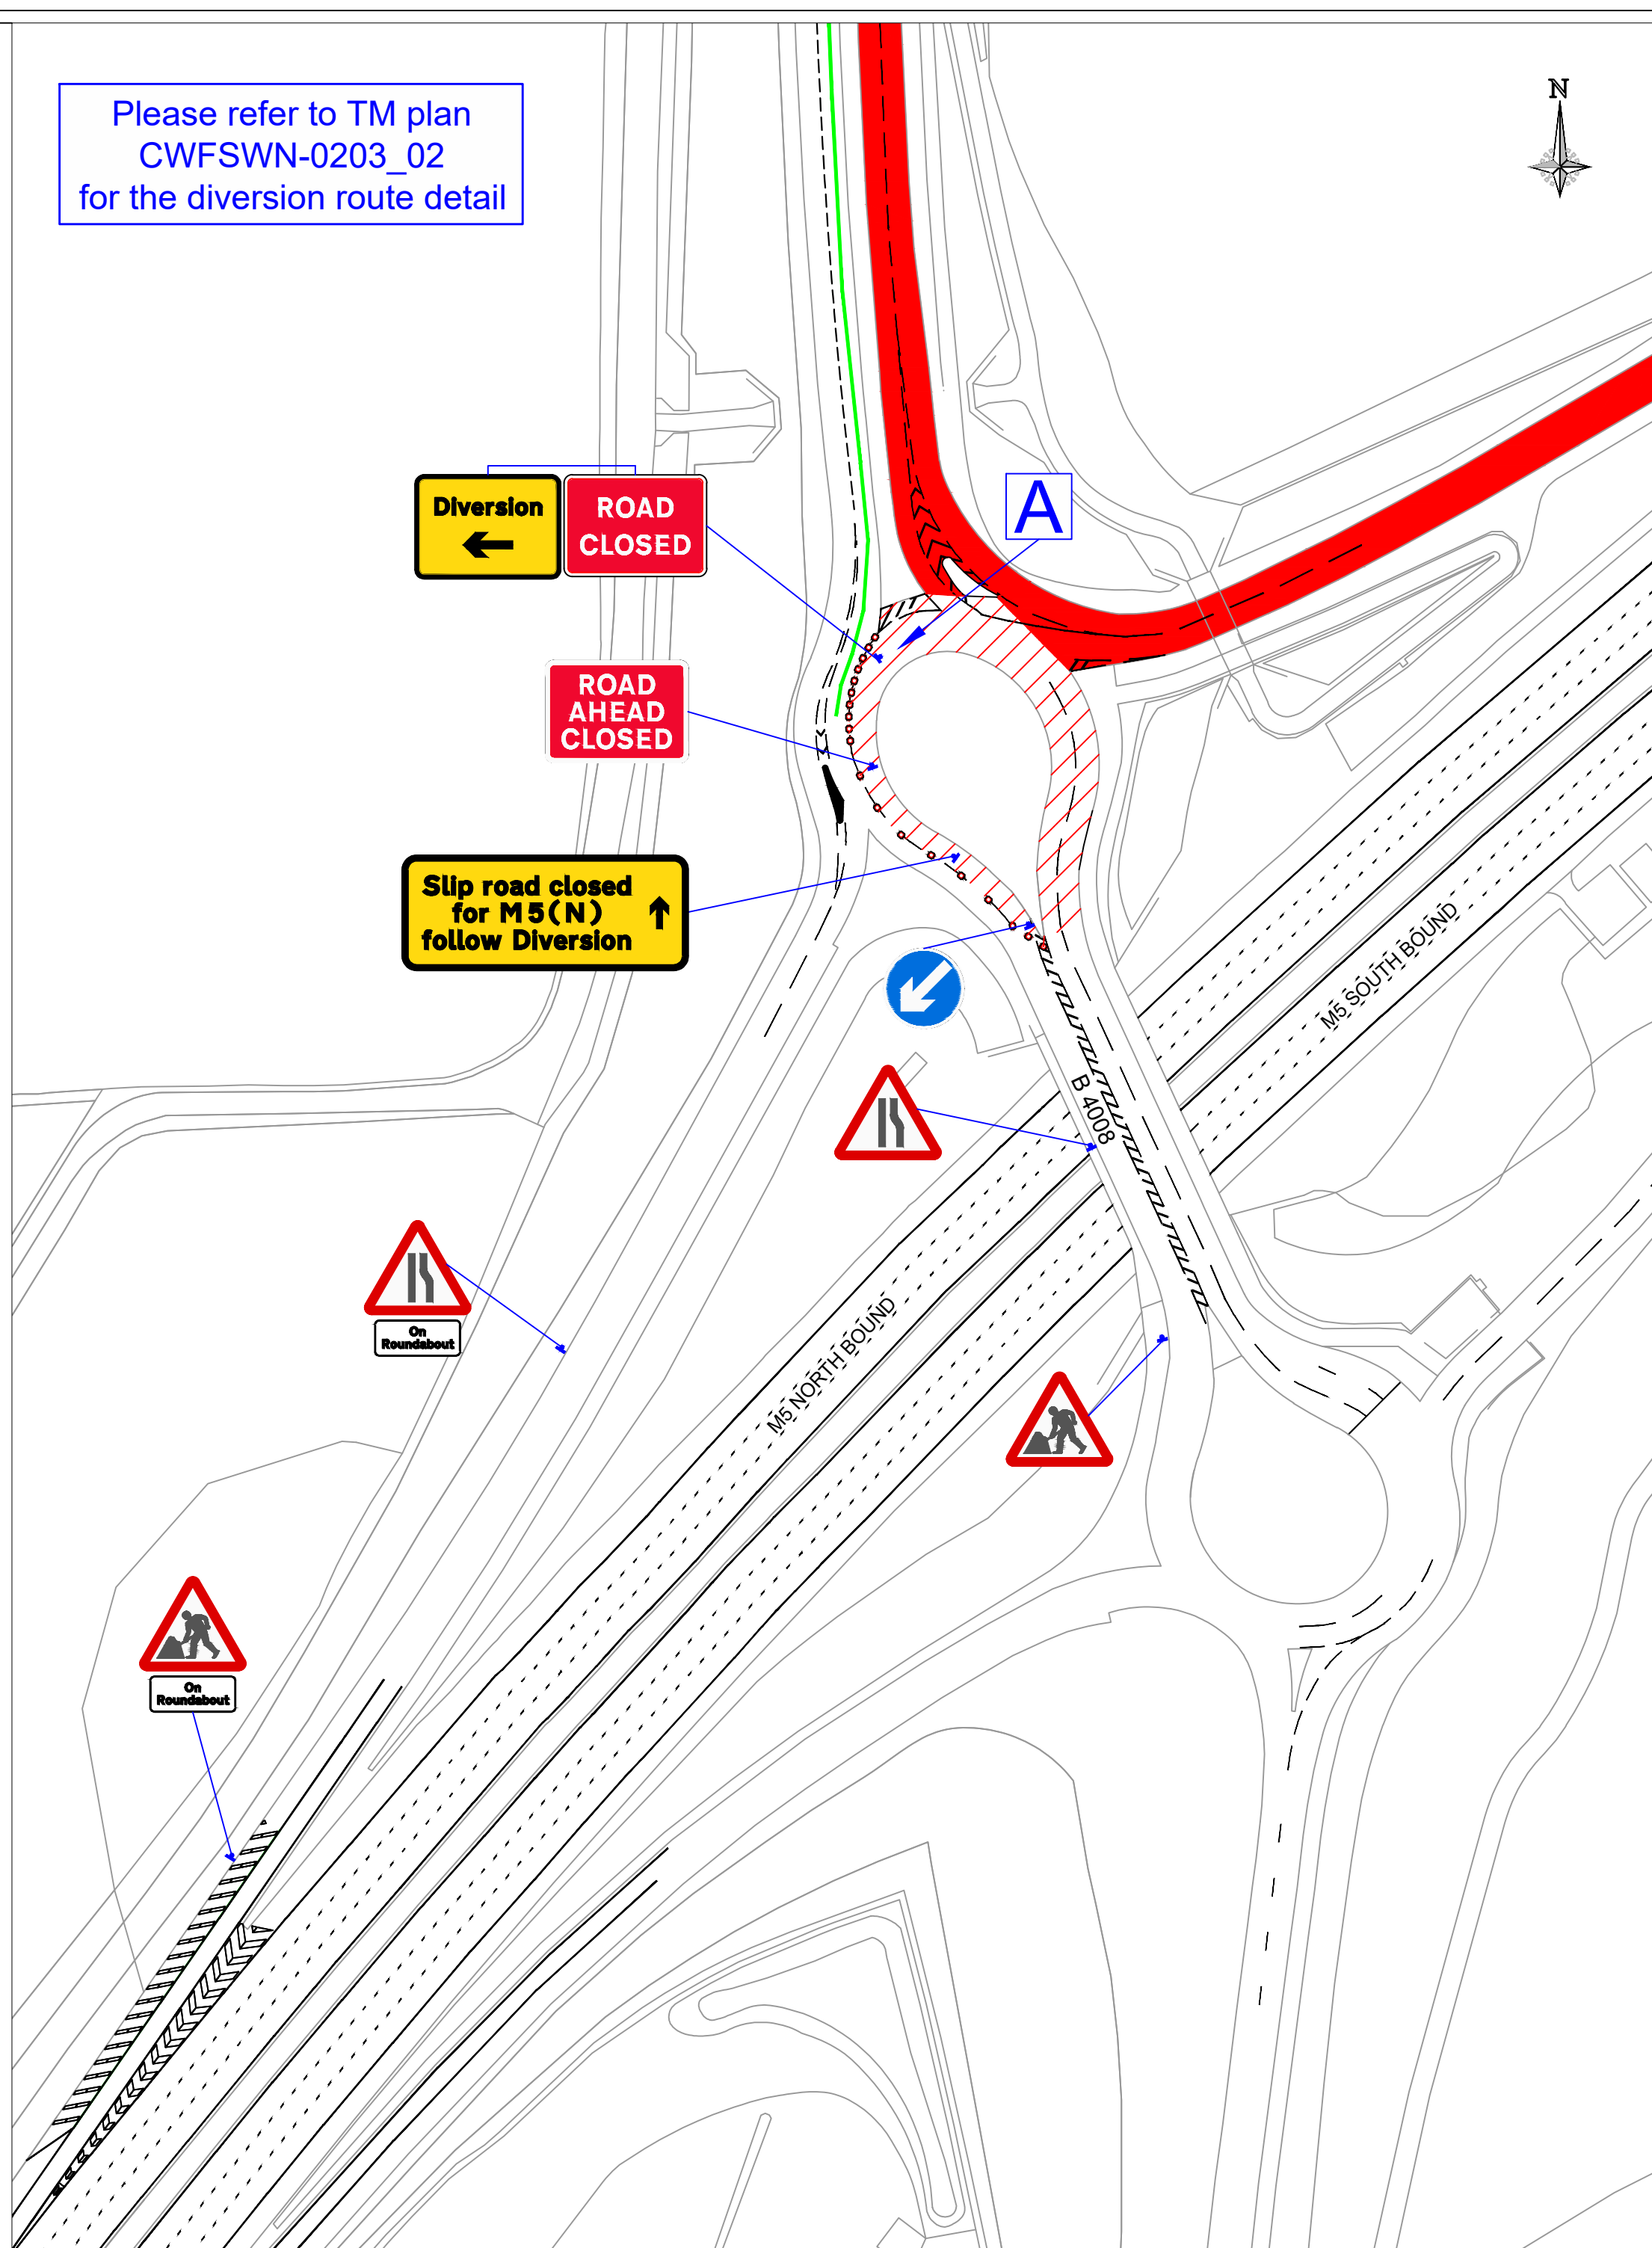 Please refer to TM plan
CWFSWN-0203_02
for the diversion route detail
N
A
Diversion
ROAD
CLOSED
ROAD
AHEAD
CLOSED
Slip road closed
for M5(N)
follow Diversion
M5 SOUTH BOUND
B 4008
On
Roundabout
M5 NORTH BOUND
On
Roundabout